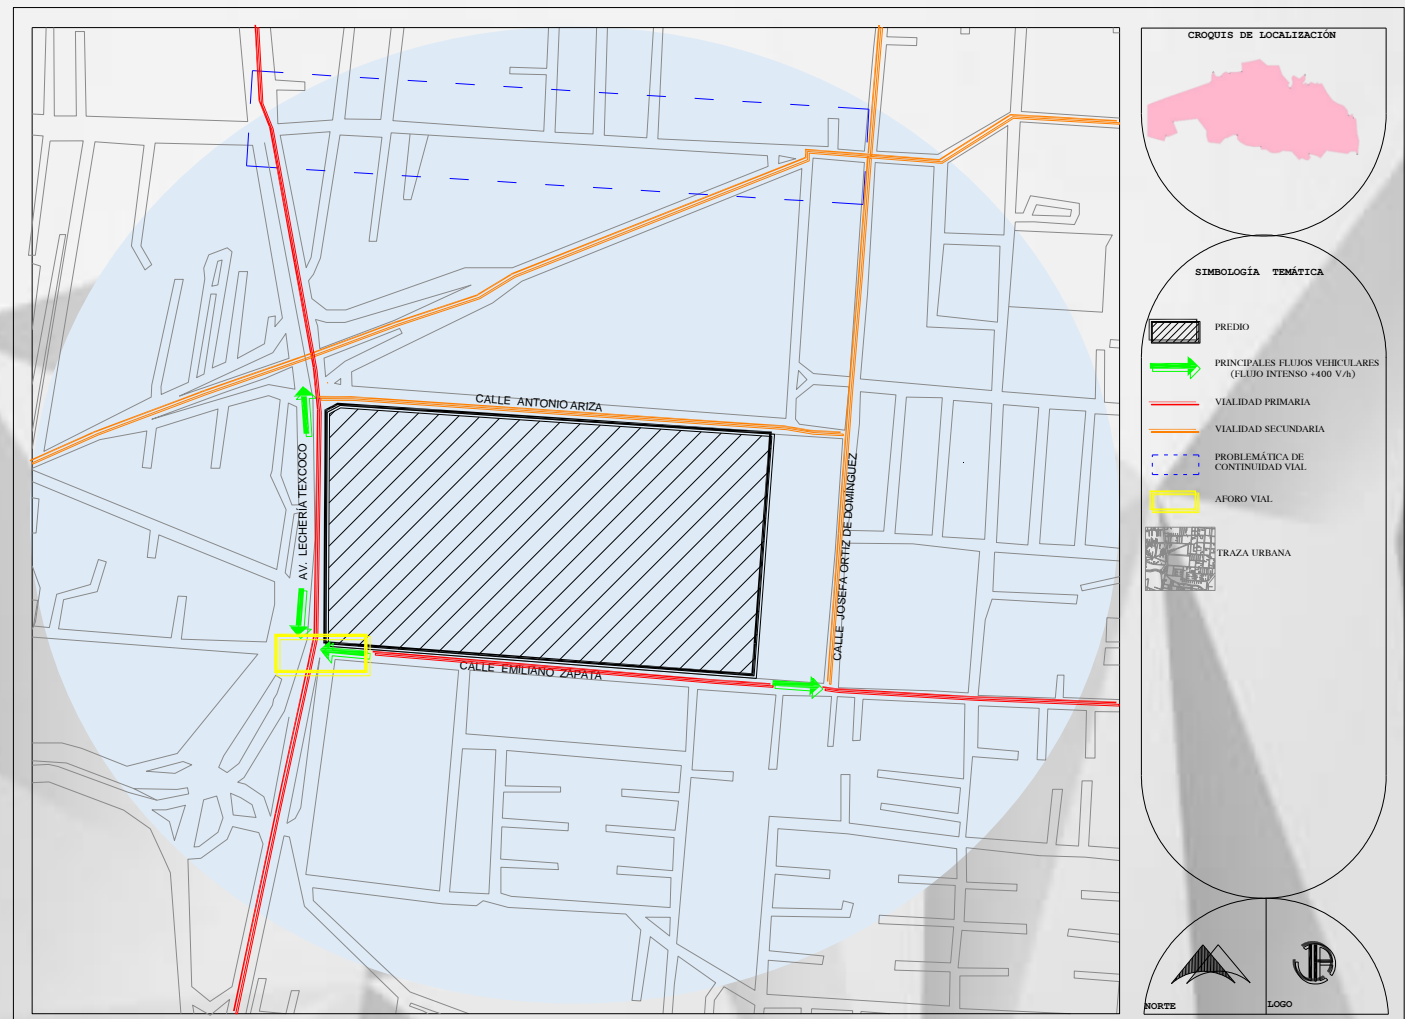 CROQUIS DE LOCALIZACIÓN
SIMBOLOGÍA TEMÁTICA
PREDIO
PRINCIPALES FLUJOS VEHICULARES
(FLUJO INTENSO +400 V/h)
VIALIDAD PRIMARIA
VIALIDAD SECUNDARIA
PROBLEMÁTICA DE
CONTINUIDAD VIAL
AFORO VIAL
TRAZA URBANA
NORTE
LOGO
CALLE ANTONIO ARIZA
AV. LECHERÍA TEXCOCO
CALLE JOSEFA ORTIZ DE DOMÍNGUEZ
CALLE EMILIANO ZAPATA